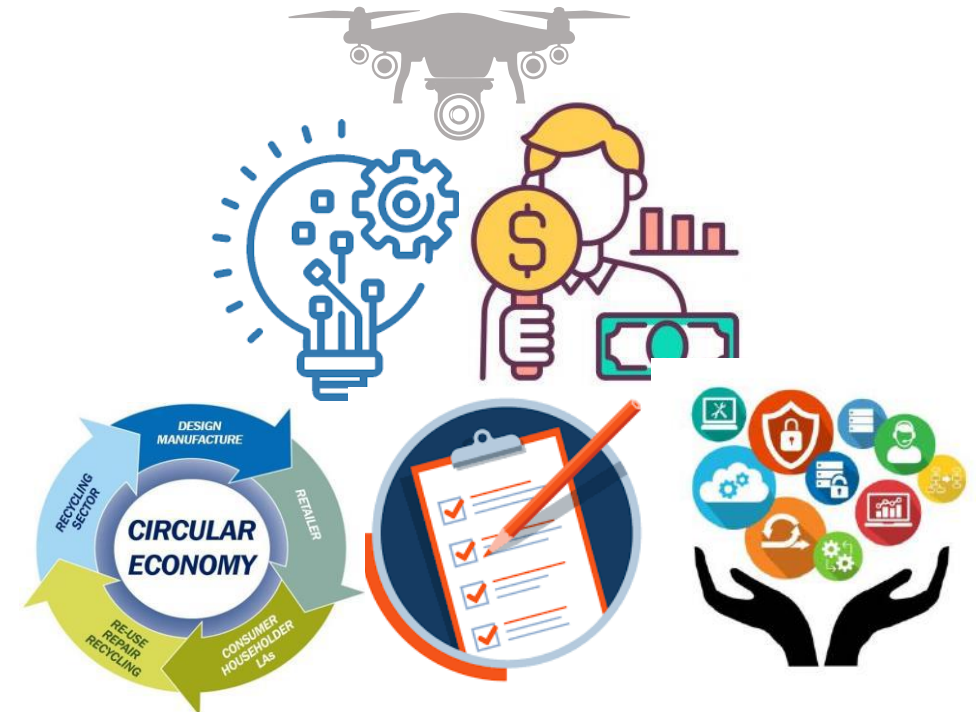 $
DESIGN
MANUFACTURE
RETAILER
CONSUMER
HOUSEHOLDER
LAs
RE-USE
REPAIR
RECYCLING
RECYCLING
SECTOR
CIRCULAR
ECONOMY